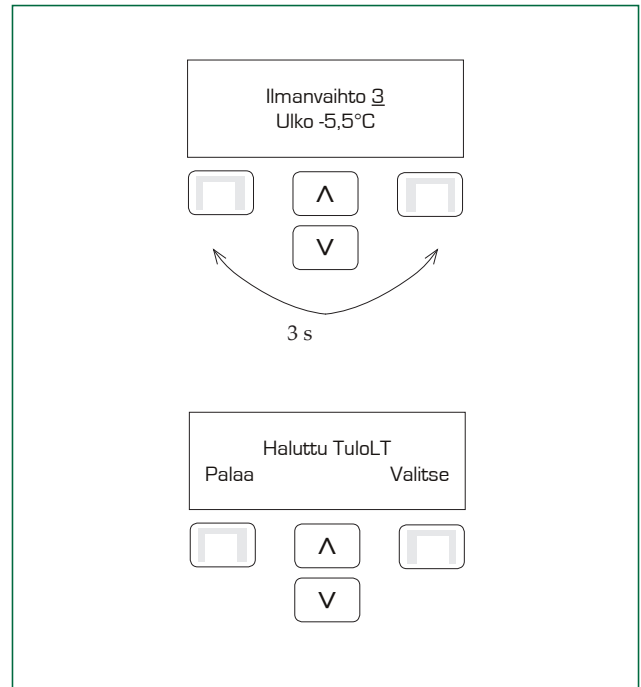 Ilmanvaihto 3
Ulko -5,5°C
Λ
V
3 s
Haluttu TuloLT
Palaa Valitse
Λ
V